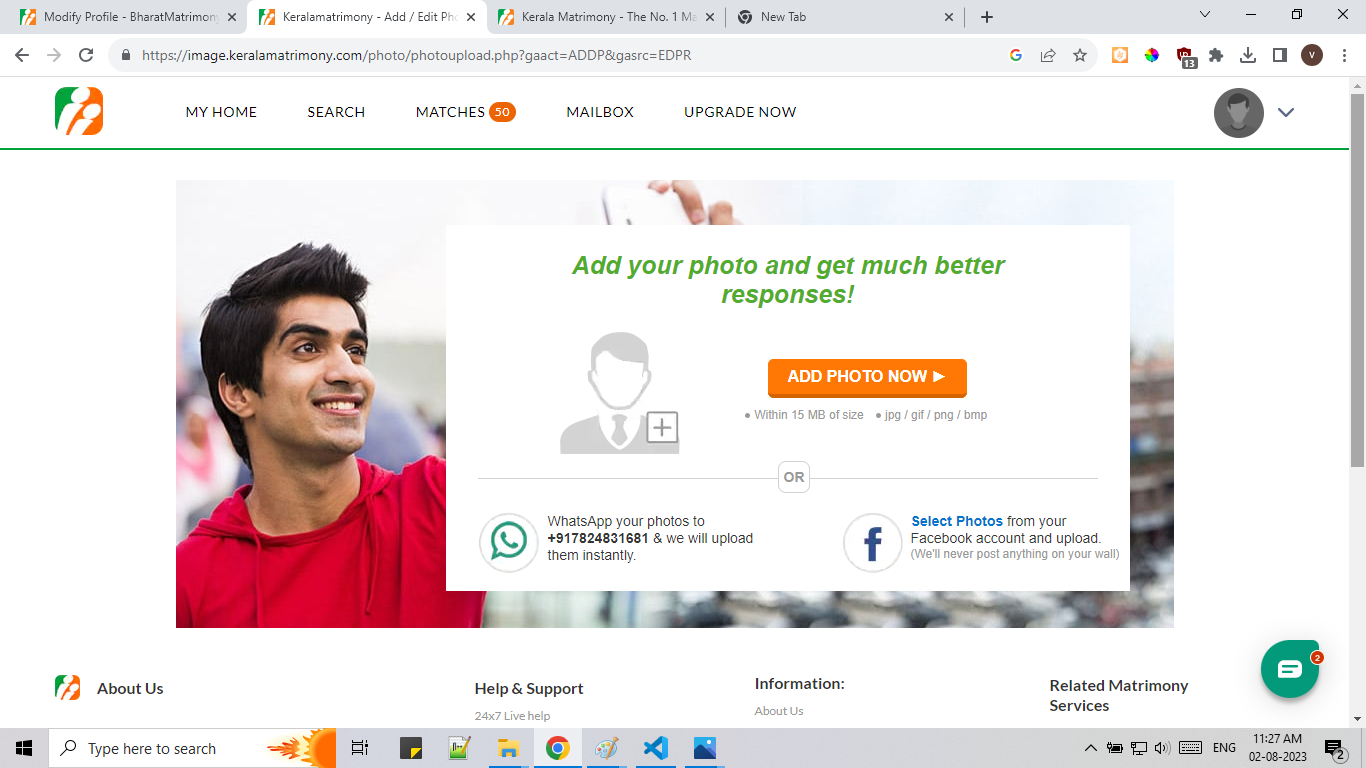 Modify Profile - BharatMatrimony
Keralamatrimony - Add / Edit Pho
Kerala Matrimony - The No. 1 Ma
New Tab
https://image.keralamatrimony.com/photo/photoupload.php?gaact=ADDP&gasrc=EDPR
13
V
MY HOME
SEARCH
MATCHES 50
MAILBOX
UPGRADE NOW
Add your photo and get much better
responses!
ADD PHOTO NOW ►
• Within 15 MB of size • jpg / gif / png / bmp
OR
WhatsApp your photos to
+917824831681 & we will upload
them instantly.
Select Photos from your
Facebook account and upload.
(We'll never post anything on your wall)
2
About Us
Help & Support
24x7 Live help
Information:
About Us
Related Matrimony
Services
Type here to search
ENG
11:27 AM
02-08-2023
2